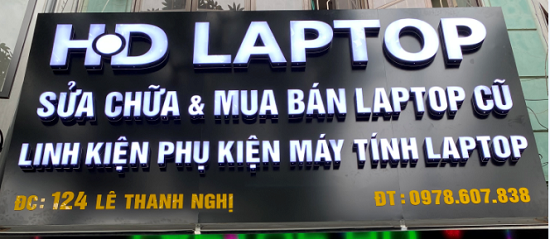 H•D LAPTOP
SỬA CHỮA & MUA BÁN LAPTOP CŨ
LINH KIỆN PHỤ KIỆN MÁY TÍNH LAPTOP
ĐC: 124 LÊ THANH NGHỊ ĐT: 0978.607.838